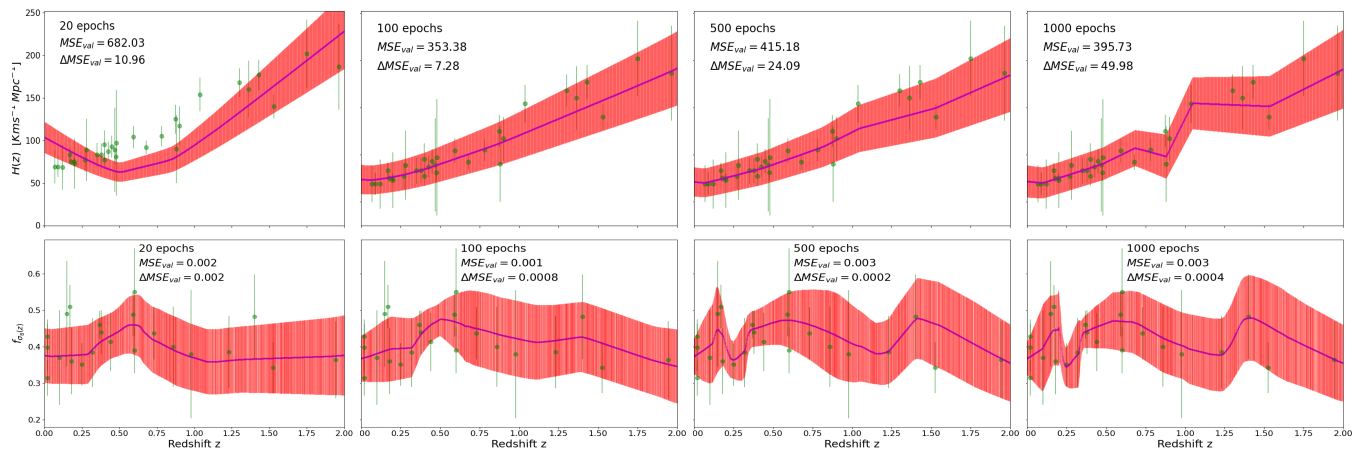 20 epochs
MSE_val = 682.03
ΔMSE_val = 10.96
100 epochs
MSE_val = 353.38
ΔMSE_val = 7.28
500 epochs
MSE_val = 415.18
ΔMSE_val = 24.09
1000 epochs
MSE_val = 395.73
ΔMSE_val = 49.98
H(z) [Kms⁻¹ Mpc⁻¹]
250
200
150
100
50
0
20 epochs
MSE_val = 0.002
ΔMSE_val = 0.002
100 epochs
MSE_val = 0.001
ΔMSE_val = 0.0008
500 epochs
MSE_val = 0.003
ΔMSE_val = 0.0002
1000 epochs
MSE_val = 0.003
ΔMSE_val = 0.0004
0.6
0.5
0.4
0.3
0.2
0.00 0.25 0.50 0.75 1.00 1.25 1.50 1.75 2.00
Redshift z
0.00 0.25 0.50 0.75 1.00 1.25 1.50 1.75 2.00
Redshift z
0.00 0.25 0.50 0.75 1.00 1.25 1.50 1.75 2.00
Redshift z
0.00 0.25 0.50 0.75 1.00 1.25 1.50 1.75 2.00
Redshift z